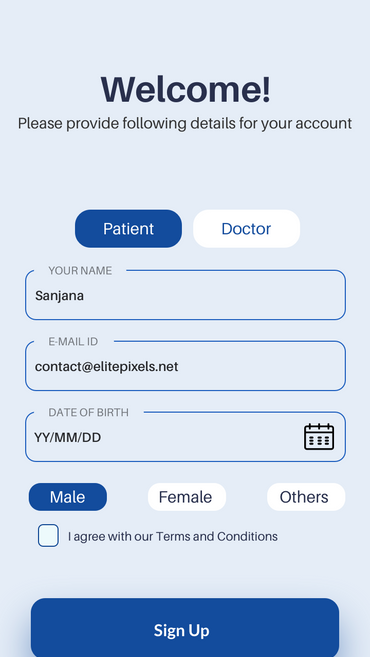 Welcome!
Please provide following details for your account
Patient
Doctor
YOUR NAME
Sanjana
E-MAIL ID
contact@elitepixels.net
DATE OF BIRTH
YY/MM/DD
Male
Female
Others
I agree with our Terms and Conditions
Sign Up